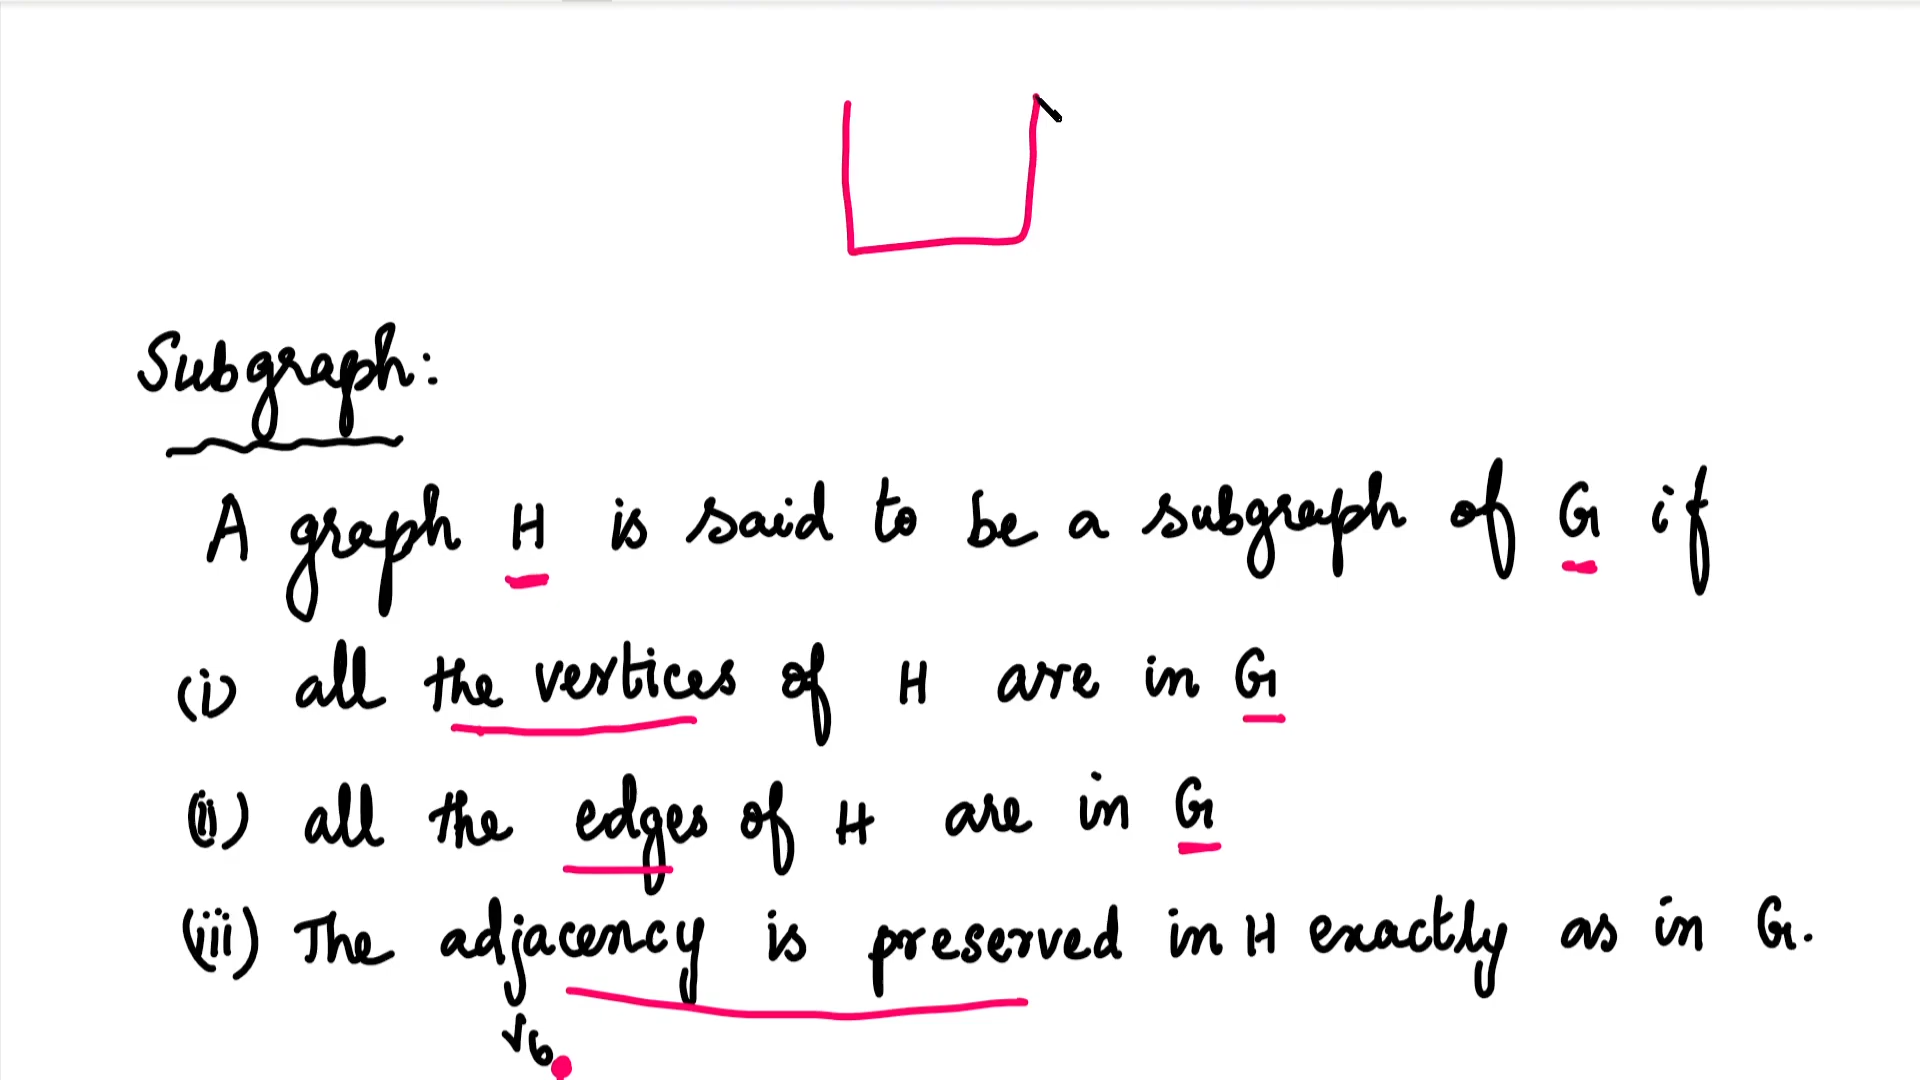 Subgraph:
A graph H is said to be a subgraph of G if
(i) all the vertices of H are in G
(ii) all the edges of H are in G
(iii) The adjacency is preserved in H exactly as in G.
v6